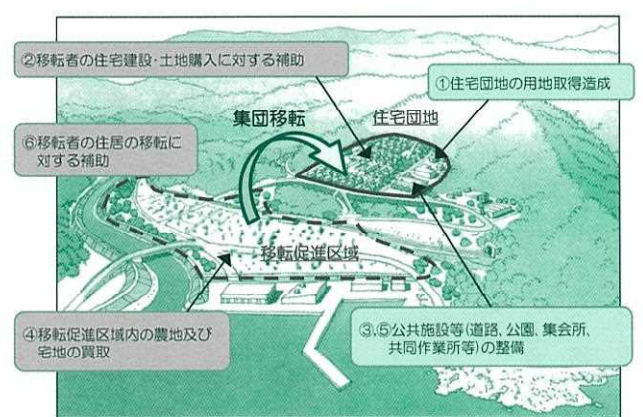 ②移転者の住宅建設・土地購入に対する補助
①住宅団地の用地取得造成
集団移転
住宅団地
⑥移転者の住居の移転に
対する補助
移転促進区域
④移転促進区域内の農地及び
宅地の買取
③,⑤公共施設等(道路、公園、集会所、
共同作業所等)の整備